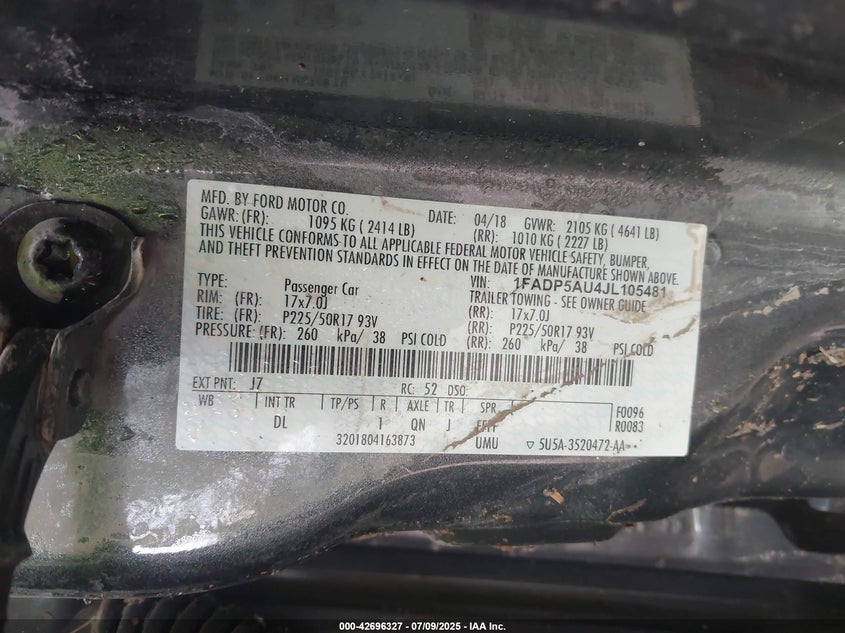 MFD. BY FORD MOTOR CO. DATE: 04/18 GVWR: 2105 KG ( 4641 LB)
GAWR:(FR): 1095 KG ( 2414 LB) (RR): 1010 KG ( 2227 LB)
THIS VEHICLE CONFORMS TO ALL APPLICABLE FEDERAL MOTOR VEHICLE SAFETY, BUMPER,
AND THEFT PREVENTION STANDARDS IN EFFECT ON THE DATE OF MANUFACTURE SHOWN ABOVE.
VIN: 1FADP5AU4JL105481
TYPE: Passenger Car TRAILER TOWING - SEE OWNER GUIDE
RIM: (FR): 17x7.0J (RR): 17x7.0J
TIRE: (FR): P225/50R17 93V (RR): P225/50R17 93V
PRESSURE: (FR): 260 kPa/ 38 PSI COLD (RR): 260 kPa/ 38 PSI COLD
EXT PNT: J7 RC: 52 DSO:
WB INT TR TP/PS R AXLE TR SPR F0096
DL 1 QN J R0083
3201804163873 UMU ▽ 5U5A-3520472-AA
000-42696327 - 07/09/2025 - IAA Inc.